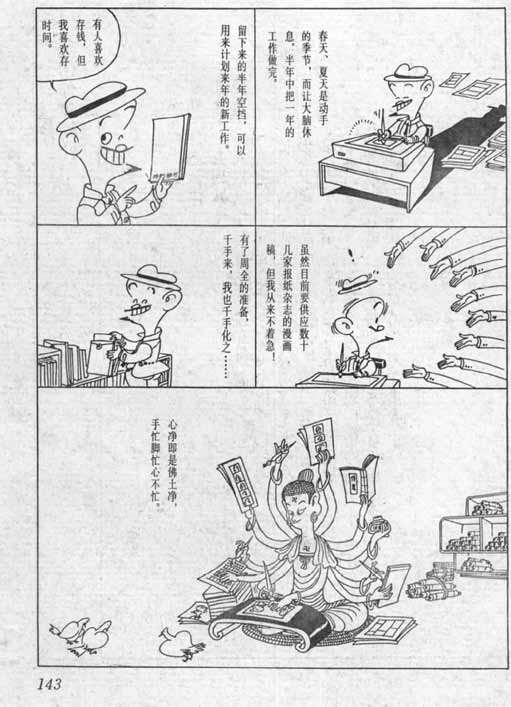 春天、夏天是动手
的季节，而让大脑休
息，半年中把一年的
工作做完。
留下来的半年空挡，可以
用来计划来年的新工作。
有人喜欢
存钱，但
我喜欢存
时间。
虽然目前要供应数十
几家报纸杂志的漫画
稿，但我从来不着急！
！
有了周全的准备，
千手来，我也千手化之……
心净即是佛土净，
手忙脚忙心不忙。
143